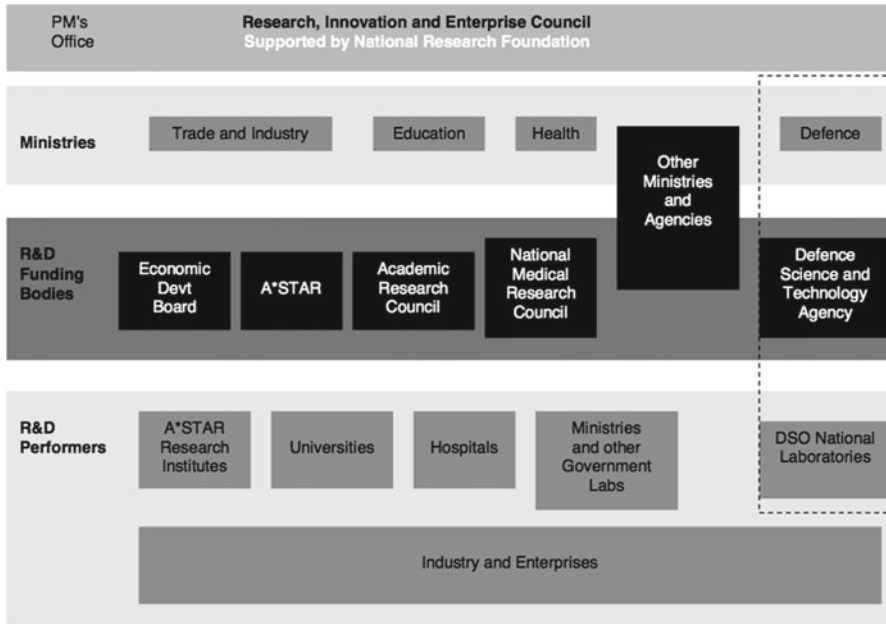 PM's
Office
Research, Innovation and Enterprise Council
Supported by National Research Foundation
Ministries
Trade and Industry
Education
Health
Other
Ministries
and
Agencies
Defence
R&D
Funding
Bodies
Economic
Devt
Board
A*STAR
Academic
Research
Council
National
Medical
Research
Council
Defence
Science and
Technology
Agency
R&D
Performers
A*STAR
Research
Institutes
Universities
Hospitals
Ministries
and other
Government
Labs
DSO National
Laboratories
Industry and Enterprises